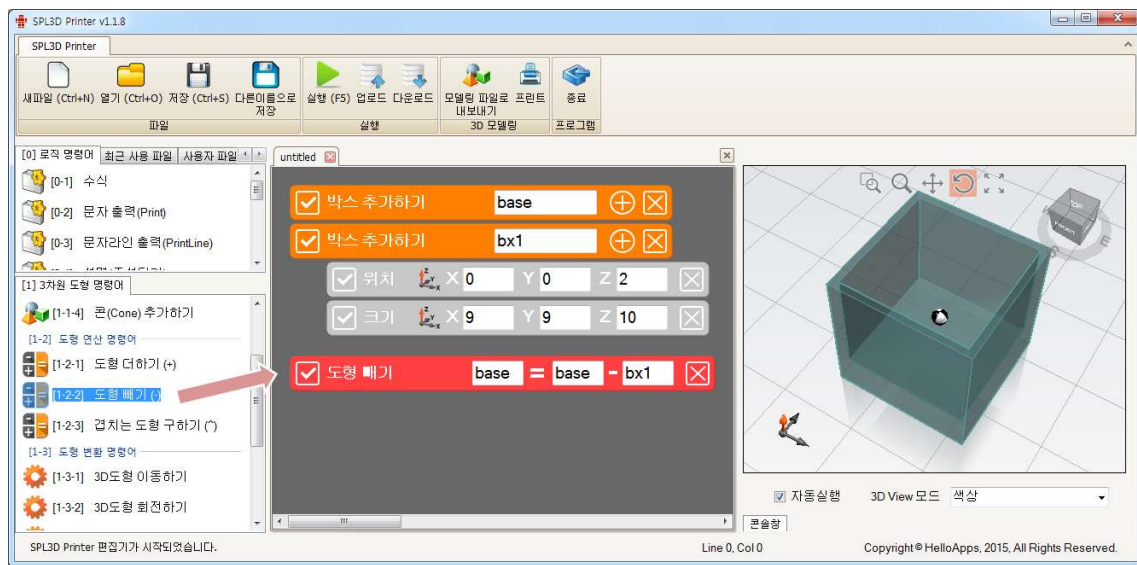 SPL3D Printer v1.1.8
SPL3D Printer
새파일 (Ctrl+N) 열기 (Ctrl+O) 저장 (Ctrl+S) 다른이름으로 저장
파일
실행 (F5) 업로드 다운로드
실행
모델링 파일로 내보내기 프린트
3D 모델링
종료
프로그램
[0] 로직 명령어 최근 사용 파일 사용자 파일
[0-1] 수식
[0-2] 문자 출력(Print)
[0-3] 문자라인 출력(PrintLine)
[1] 3차원 도형 명령어
[1-1-4] 콘(Cone) 추가하기
[1-2] 도형 연산 명령어
[1-2-1] 도형 더하기 (+)
[1-2-2] 도형 빼기 (-)
[1-2-3] 겹치는 도형 구하기 (^)
[1-3] 도형 변환 명령어
[1-3-1] 3D도형 이동하기
[1-3-2] 3D도형 회전하기
untitled
박스 추가하기 base
박스 추가하기 bx1
위치 X 0 Y 0 Z 2
크기 X 9 Y 9 Z 10
도형 빼기 base = base - bx1
TOP
S
E
자동실행 3D View 모드 색상
콘솔창
SPL3D Printer 편집기가 시작되었습니다.
Line 0, Col 0
Copyright© HelloApps, 2015, All Rights Reserved.